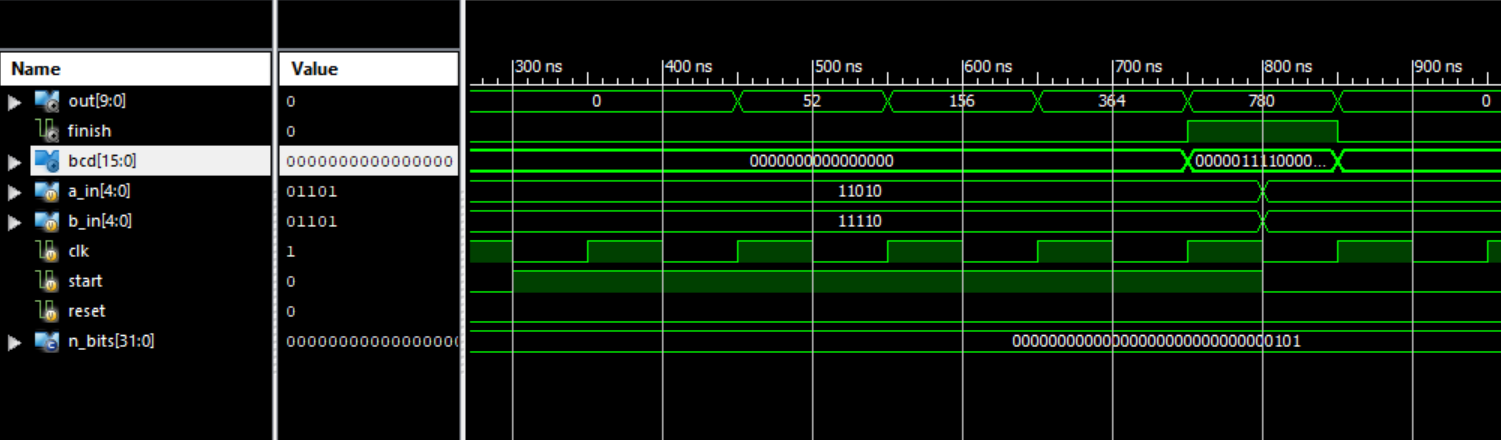 Name Value 300 ns 400 ns 500 ns 600 ns 700 ns 800 ns 900 ns
out[9:0] 0 0 52 156 364 780 0
finish 0
bcd[15:0] 0000000000000000 0000000000000000 0000011110000...
a_in[4:0] 01101 11010
b_in[4:0] 01101 11110
clk 1
start 0
reset 0
n_bits[31:0] 00000000000000000000000000000101